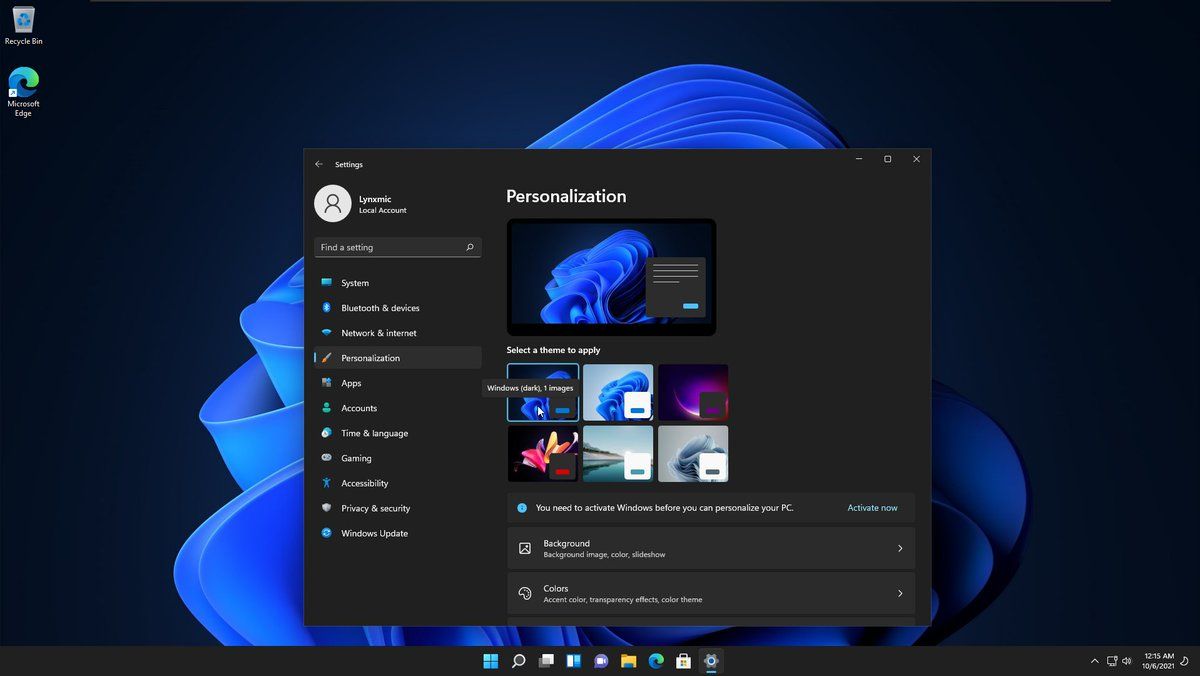 Recycle Bin
Microsoft
Edge
Settings
Lynxmic
Local Account
Find a setting
System
Bluetooth & devices
Network & internet
Personalization
Apps
Accounts
Time & language
Gaming
Accessibility
Privacy & security
Windows Update
Personalization
Select a theme to apply
Windows (dark), 1 images
You need to activate Windows before you can personalize your PC.
Activate now
Background
Background image, color, slideshow
Colors
Accent color, transparency effects, color theme
12:15 AM
10/6/2021